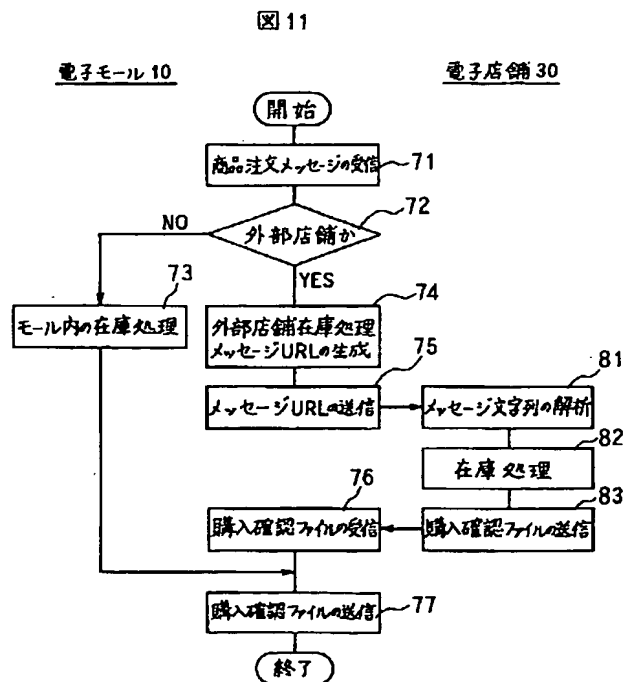 図11
電子モール10
電子店舗30
開始
商品注文メッセージの受信
71
外部店舗か
72
NO
YES
モール内の在庫処理
73
外部店舗在庫処理
メッセージURLの生成
74
メッセージURLの送信
75
メッセージ文字列の解析
81
在庫処理
82
購入確認ファイルの送信
83
購入確認ファイルの受信
76
購入確認ファイルの送信
77
終了